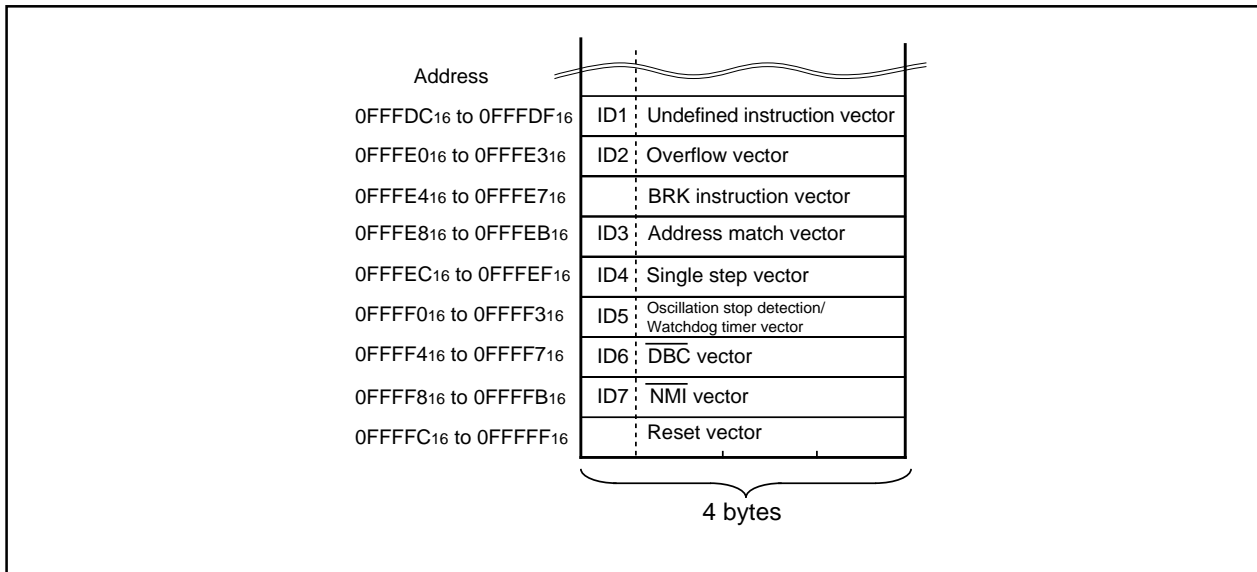 Address
0FFFDC16 to 0FFFDF16 ID1 Undefined instruction vector
0FFFE016 to 0FFFE316 ID2 Overflow vector
0FFFE416 to 0FFFE716 BRK instruction vector
0FFFE816 to 0FFFEB16 ID3 Address match vector
0FFFEC16 to 0FFFEF16 ID4 Single step vector
0FFFF016 to 0FFFF316 ID5 Oscillation stop detection/
Watchdog timer vector
0FFFF416 to 0FFFF716 ID6 DBC vector
0FFFF816 to 0FFFFB16 ID7 NMI vector
0FFFFC16 to 0FFFFF16 Reset vector
4 bytes